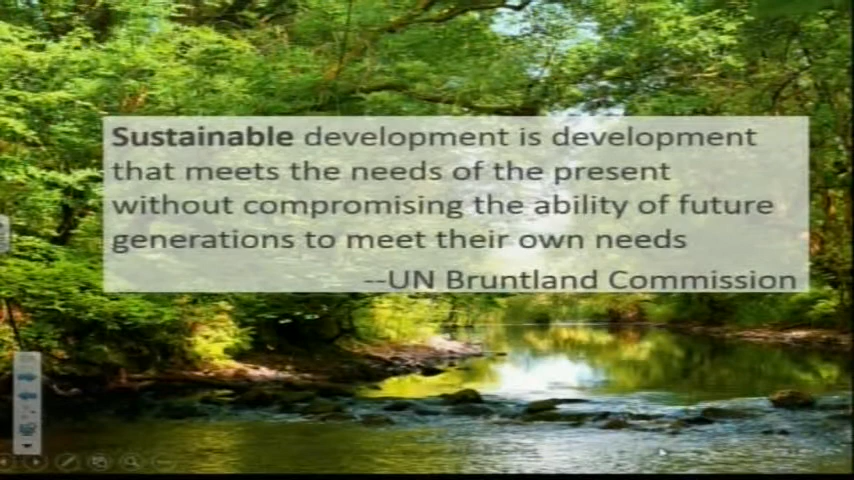 Sustainable development is development
that meets the needs of the present
without compromising the ability of future
generations to meet their own needs
--UN Bruntland Commission